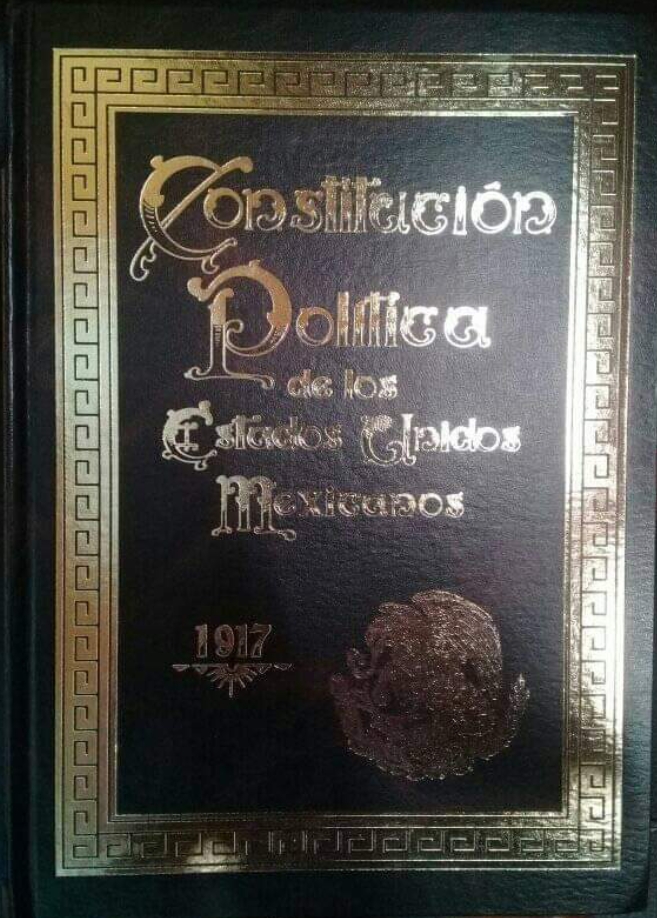 Constitución
Política
de los
Estados Unidos
Mexicanos
1917